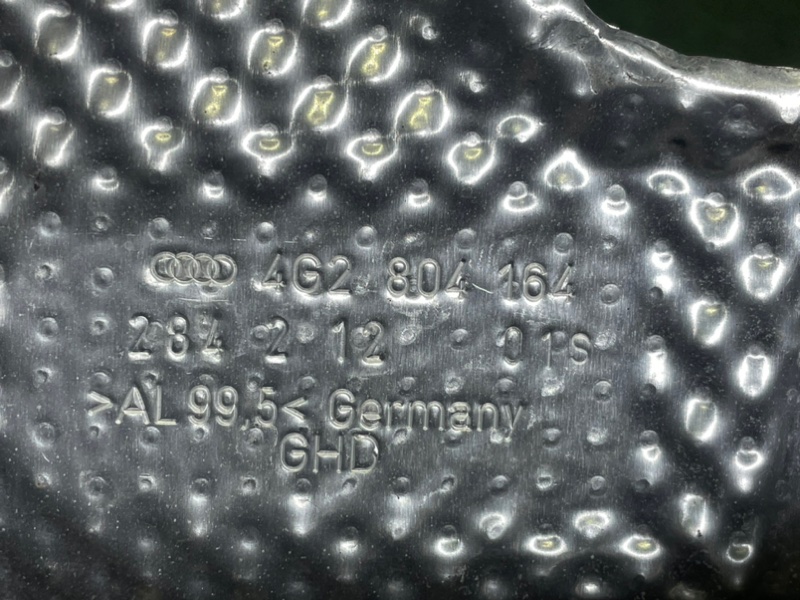 4G2 804 164
284 2 12 01S
>AL 99,5< Germany
GHD